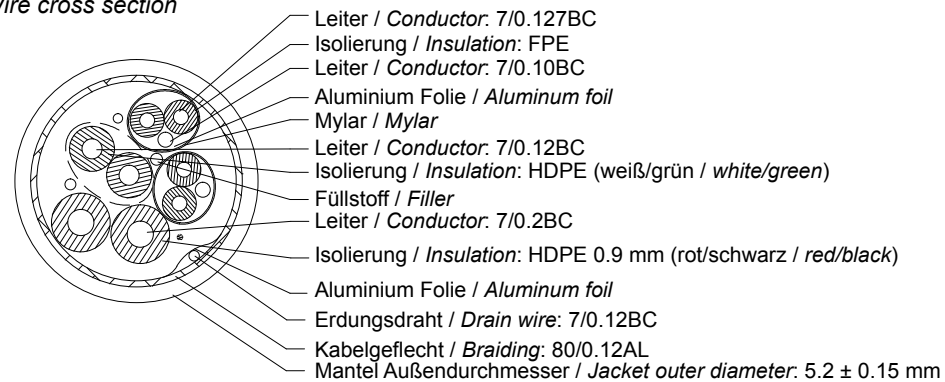 wire cross section
Leiter / Conductor: 7/0.127BC
Isolierung / Insulation: FPE
Leiter / Conductor: 7/0.10BC
Aluminium Folie / Aluminum foil
Mylar / Mylar
Leiter / Conductor: 7/0.12BC
Isolierung / Insulation: HDPE (weiß/grün / white/green)
Füllstoff / Filler
Leiter / Conductor: 7/0.2BC
Isolierung / Insulation: HDPE 0.9 mm (rot/schwarz / red/black)
Aluminium Folie / Aluminum foil
Erdungsdraht / Drain wire: 7/0.12BC
Kabelgeflecht / Braiding: 80/0.12AL
Mantel Außendurchmesser / Jacket outer diameter: 5.2 ± 0.15 mm